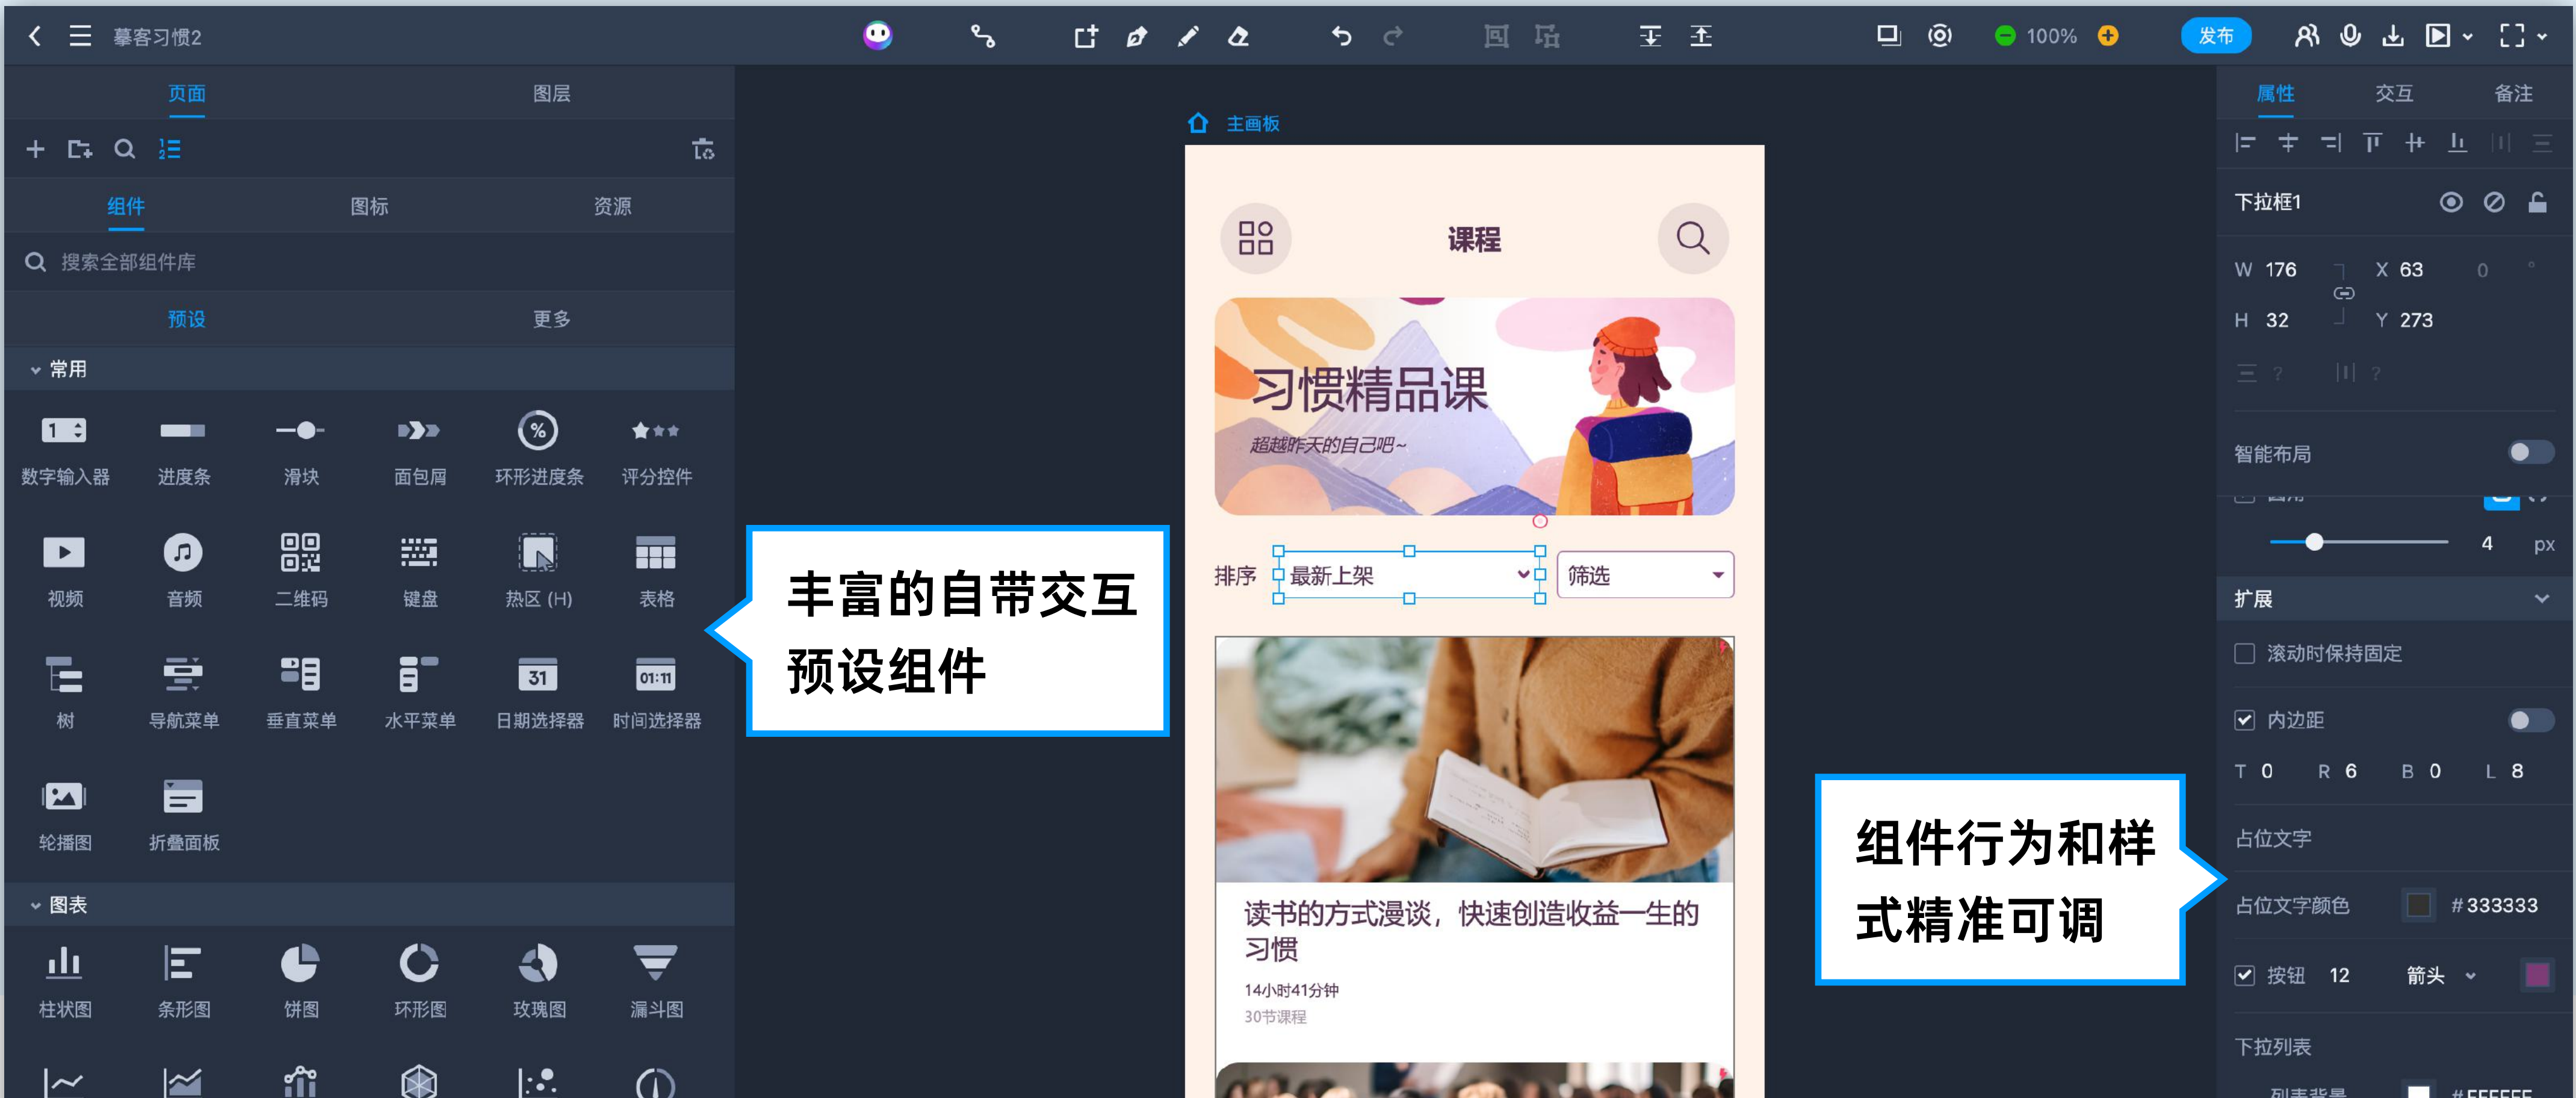 摹客习惯2
100%
发布
页面
图层
组件
图标
资源
搜索全部组件库
预设
更多
常用
数字输入器
进度条
滑块
面包屑
环形进度条
评分控件
视频
音频
二维码
键盘
热区 (H)
表格
树
导航菜单
垂直菜单
水平菜单
31
日期选择器
01:11
时间选择器
轮播图
折叠面板
图表
柱状图
条形图
饼图
环形图
玫瑰图
漏斗图
丰富的自带交互
预设组件
主画板
课程
习惯精品课
超越昨天的自己吧~
排序
最新上架
筛选
读书的方式漫谈，快速创造收益一生的
习惯
14小时41分钟
30节课程
组件行为和样
式精准可调
属性
交互
备注
下拉框1
W 176
X 63
0 °
H 32
Y 273
?
?
智能布局
4 px
扩展
滚动时保持固定
内边距
T 0 R 6 B 0 L 8
占位文字
占位文字颜色
# 333333
按钮 12 箭头
下拉列表
列表背景
# FFFFFF